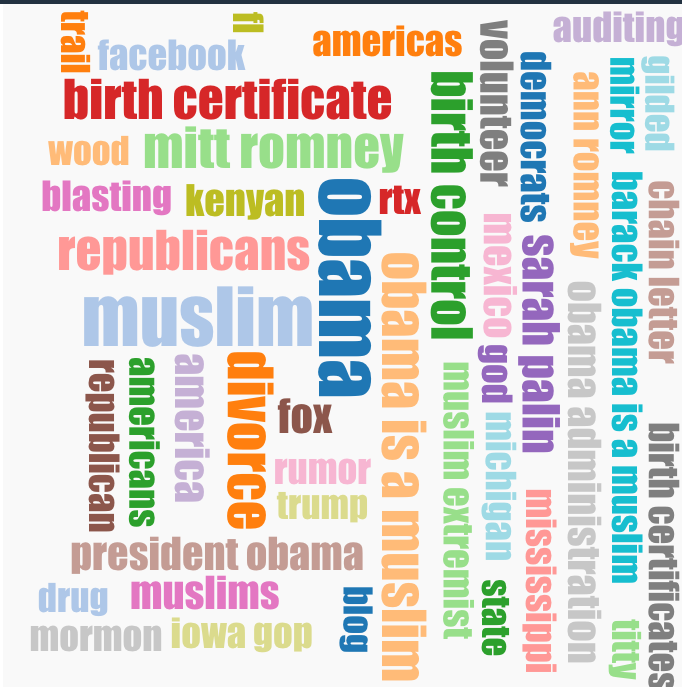 trail
fl
facebook
americas
auditing
birth certificate
volunteer
democrats
mirror
gilded
birth control
ann romney
wood
mitt romney
blasting
kenyan
obama
rtx
barack obama is a muslim
chain letter
mexico
sarah palin
republicans
obama is a muslim
obama administration
muslim
god
republican
americans
america
divorce
muslim extremist
fox
michigan
birth certificates
rumor
trump
mississippi
president obama
drug
muslims
blog
state
mormon
iowa gop
titty